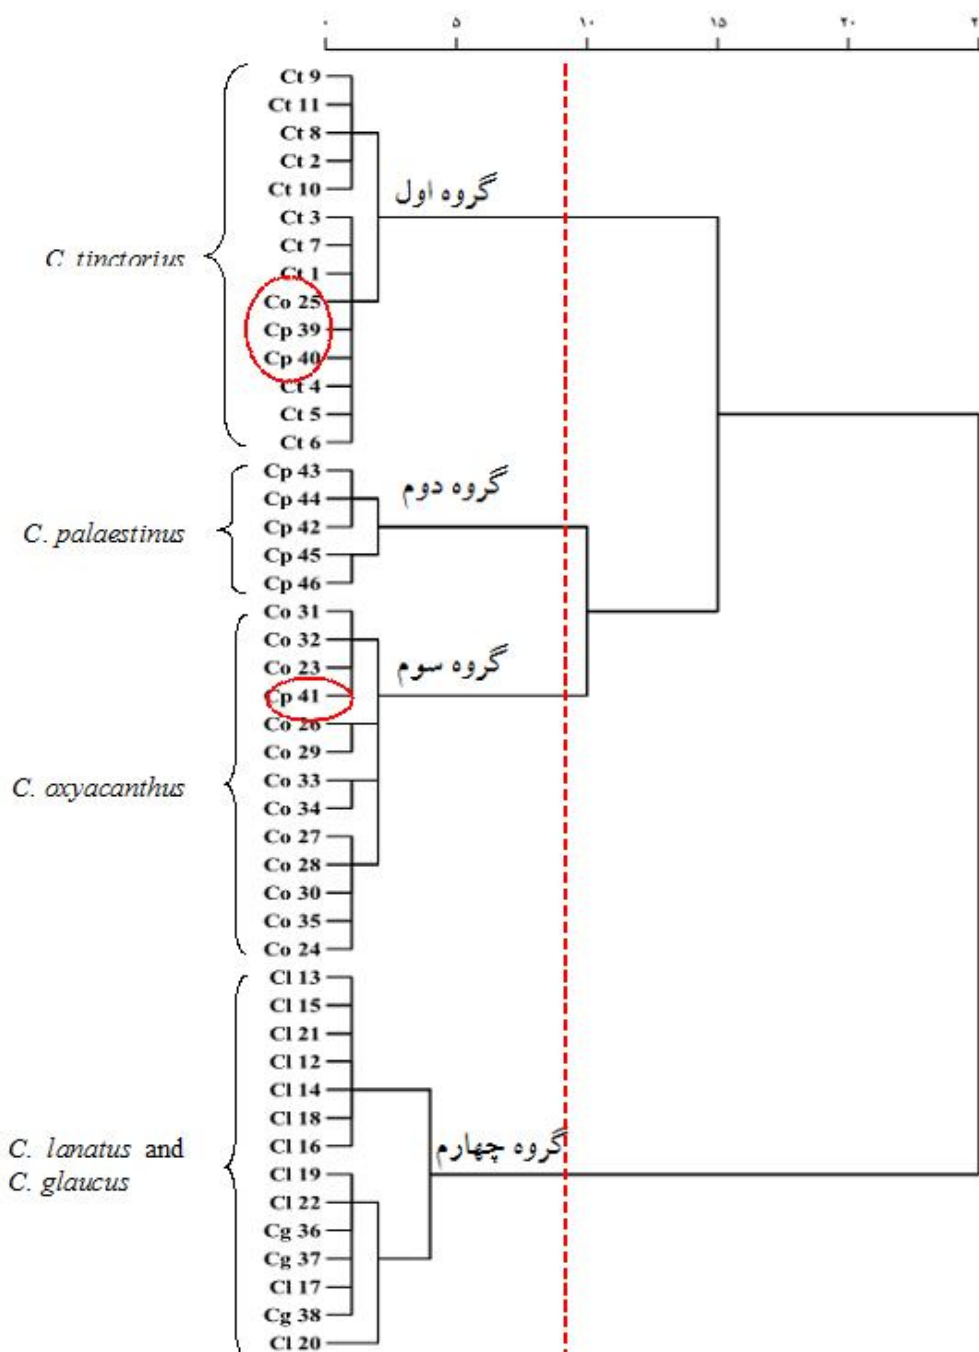 ۰ ۵ ۱۰ ۱۵ ۲۰
Ct 9
Ct 11
Ct 8
Ct 2
Ct 10
گروه اول
Ct 3
Ct 7
C. tinctorius
Ct 1
Co 25
Cp 39
Cp 40
Ct 4
Ct 5
Ct 6
Cp 43
گروه دوم
Cp 44
C. palaestinus
Cp 42
Cp 45
Cp 46
Co 31
Co 32
گروه سوم
Co 23
Cp 41
Co 26
Co 29
C. oxyacanthus
Co 33
Co 34
Co 27
Co 28
Co 30
Co 35
Co 24
Cl 13
Cl 15
Cl 21
Cl 12
Cl 14
Cl 18
گروه چهارم
Cl 16
C. lanatus and
C. glaucus
Cl 19
Cl 22
Cg 36
Cg 37
Cl 17
Cg 38
Cl 20